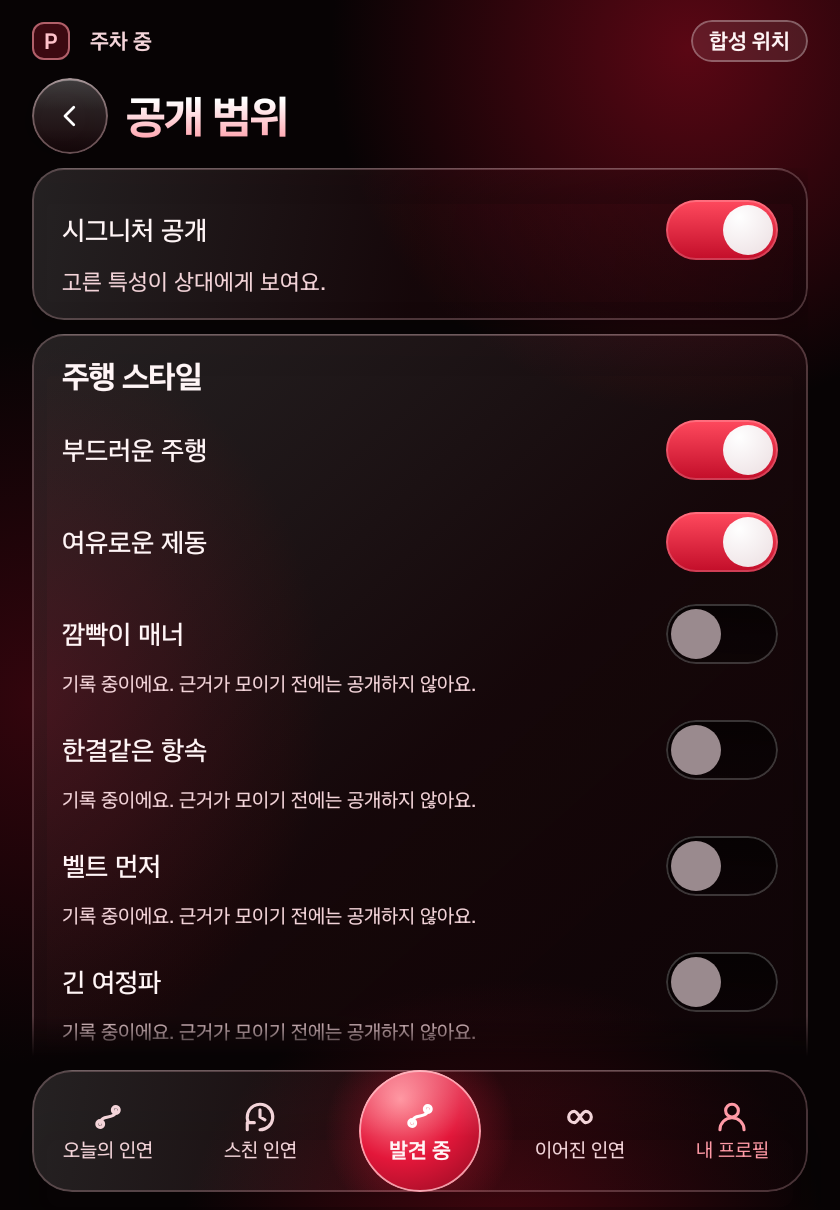 P 주차 중
합성 위치
공개 범위
시그니처 공개
고른 특성이 상대에게 보여요.
주행 스타일
부드러운 주행
여유로운 제동
깜빡이 매너
기록 중이에요. 근거가 모이기 전에는 공개하지 않아요.
한결같은 항속
기록 중이에요. 근거가 모이기 전에는 공개하지 않아요.
벨트 먼저
기록 중이에요. 근거가 모이기 전에는 공개하지 않아요.
긴 여정파
기록 중이에요. 근거가 모이기 전에는 공개하지 않아요.
오늘의 인연
스친 인연
발견 중
이어진 인연
내 프로필